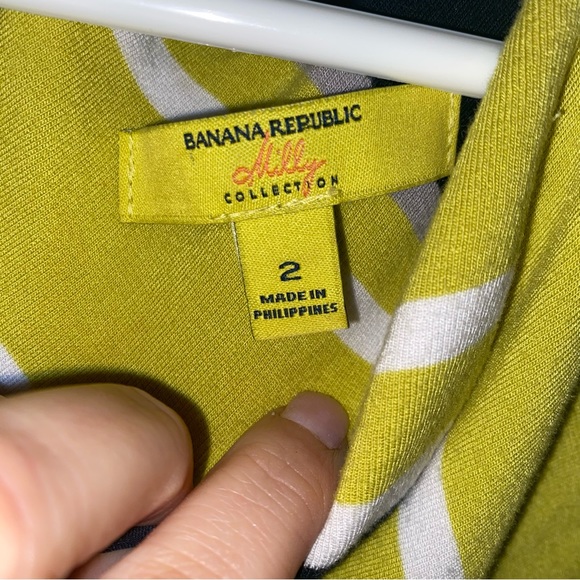 BANANA REPUBLIC
Milly
COLLECTION
2
MADE IN
PHILIPPINES